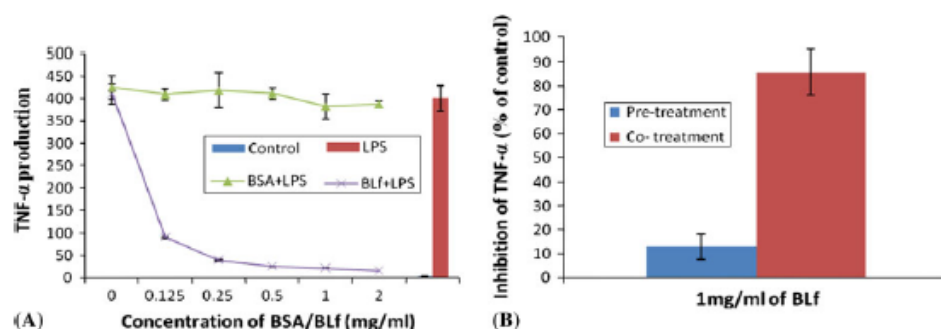 500
450
400
350
300
250
200
150
100
50
0
TNF-α production
Control
LPS
BSA+LPS
BLf+LPS
0 0.125 0.25 0.5 1 2
Concentration of BSA/BLf (mg/ml)
(A)
100
90
80
70
60
50
40
30
20
10
0
Inhibition of TNF-α (% of control)
Pre-treatment
Co- treatment
1mg/ml of BLf
(B)